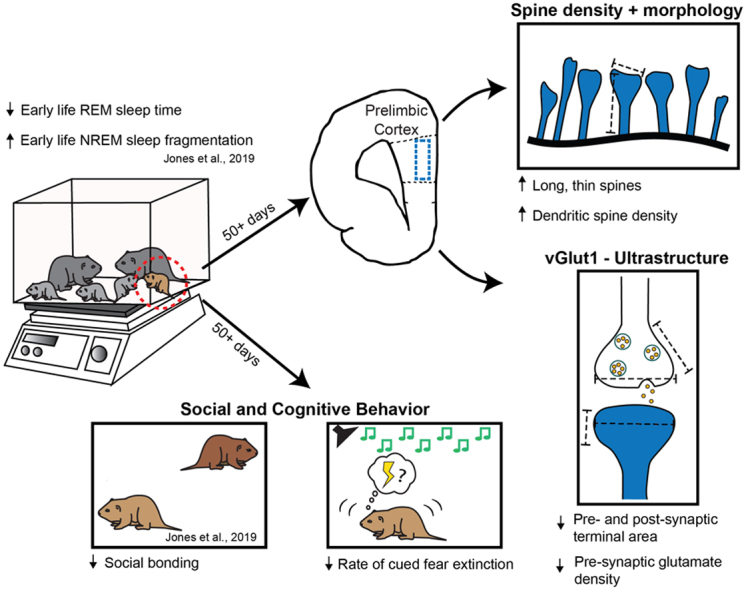 Spine density + morphology
↓ Early life REM sleep time
↑ Early life NREM sleep fragmentation
Jones et al., 2019
Prelimbic
Cortex
50+ days
↑ Long, thin spines
↑ Dendritic spine density
vGlut1 - Ultrastructure
50+ days
Social and Cognitive Behavior
?
Jones et al., 2019
↓ Social bonding
↓ Rate of cued fear extinction
↓ Pre- and post-synaptic
terminal area
↓ Pre-synaptic glutamate
density